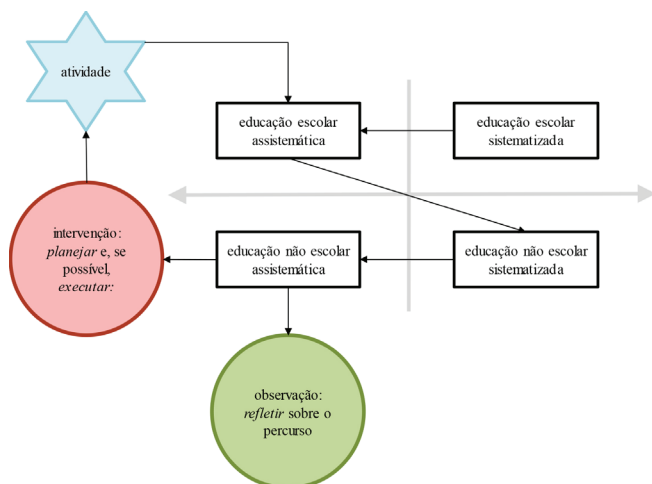 atividade
educação escolar
assistemática
educação escolar
sistematizada
intervenção:
planejar e, se
possível,
executar:
educação não escolar
assistemática
educação não escolar
sistematizada
observação:
refletir sobre o
percurso